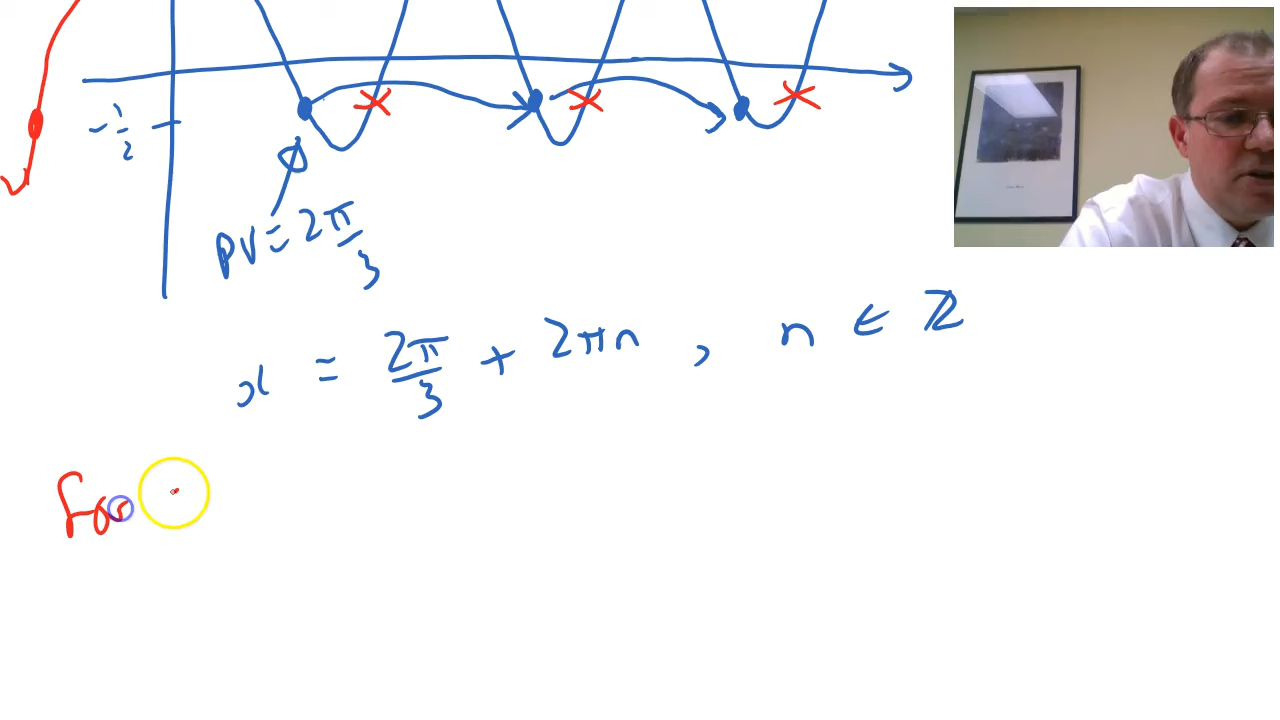 -1/2
PV = 2π/3
x = 2π/3 + 2πn , n ∈ ℤ
For